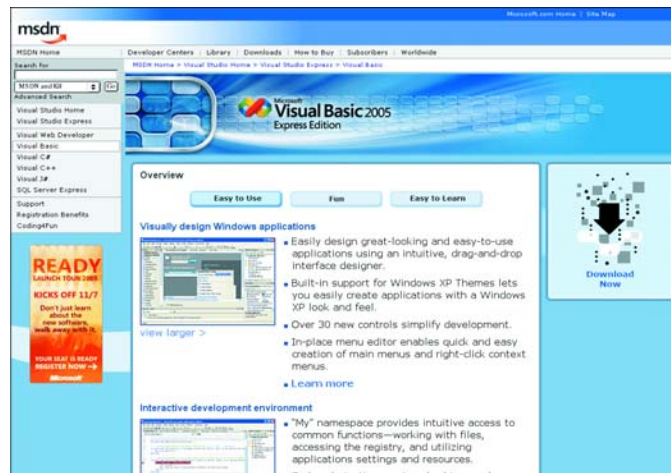 Microsoft.com Home | Site Map
msdn
MSDN Home
Developer Centers | Library | Downloads | How to Buy | Subscribers | Worldwide
Search for
MSDN Home > Visual Studio Home > Visual Studio Express > Visual Basic
MSDN and KB
Go
Advanced Search
Visual Studio Home
Visual Studio Express
Visual Web Developer
Visual Basic
Visual C#
Visual C++
Visual J#
SQL Server Express
Support
Registration Benefits
Coding4Fun
READY
LAUNCH TOUR 2005
KICKS OFF 11/7
Don't just learn
about the
new software,
walk away with it.
YOUR SEAT IS READY
REGISTER NOW
Microsoft
Microsoft
Visual Basic 2005
Express Edition
Overview
Easy to Use
Fun
Easy to Learn
Visually design Windows applications
view larger >
Easily design great-looking and easy-to-use
applications using an intuitive, drag-and-drop
interface designer.
Built-in support for Windows XP Themes lets
you easily create applications with a Windows
XP look and feel.
Over 30 new controls simplify development.
In-place menu editor enables quick and easy
creation of main menus and right-click context
menus.
Learn more
Interactive development environment
"My" namespace provides intuitive access to
common functions—working with files,
accessing the registry, and utilizing
applications settings and resources.
Download
Now